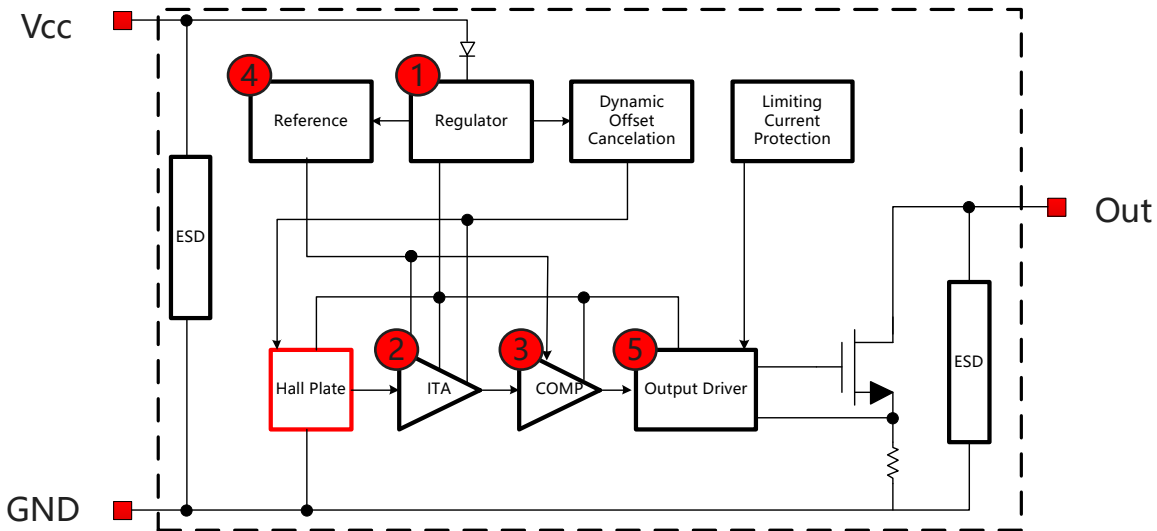 Vcc
4
1
Reference
Regulator
Dynamic
Offset
Cancelation
Limiting
Current
Protection
ESD
Out
2
3
5
Hall Plate
ITA
COMP
Output Driver
ESD
GND